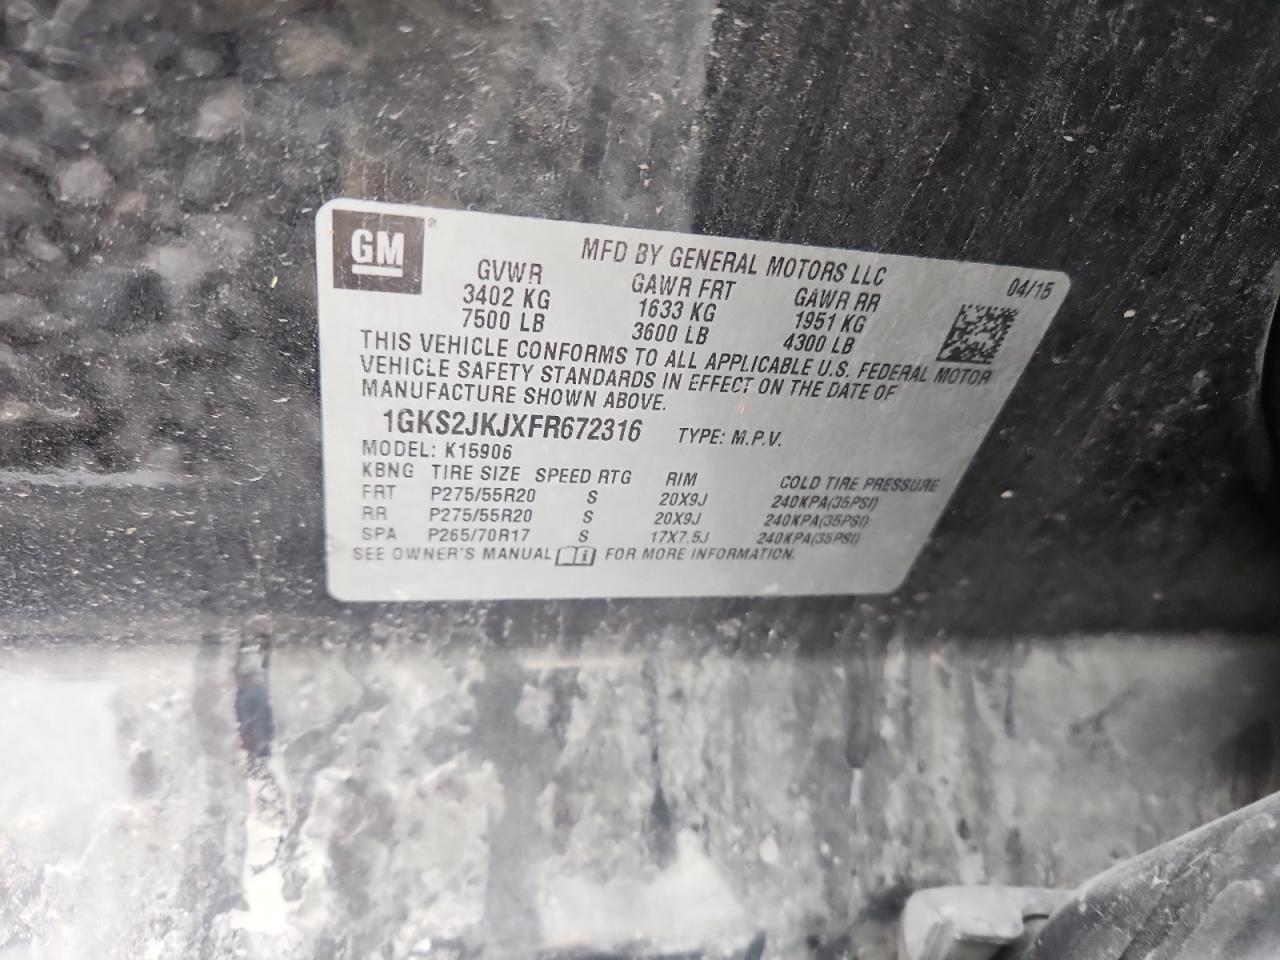 GM
MFD BY GENERAL MOTORS LLC 04/15
GVWR GAWR FRT GAWR RR
3402 KG 1633 KG 1951 KG
7500 LB 3600 LB 4300 LB
THIS VEHICLE CONFORMS TO ALL APPLICABLE U.S. FEDERAL MOTOR
VEHICLE SAFETY STANDARDS IN EFFECT ON THE DATE OF
MANUFACTURE SHOWN ABOVE.
1GKS2JKJXFR672316 TYPE: M.P.V.
MODEL: K15906
KBNG TIRE SIZE SPEED RTG RIM COLD TIRE PRESSURE
FRT P275/55R20 S 20X9J 240KPA(35PSI)
RR P275/55R20 S 20X9J 240KPA(35PSI)
SPA P265/70R17 S 17X7.5J 240KPA(35PSI)
SEE OWNER'S MANUAL i FOR MORE INFORMATION.